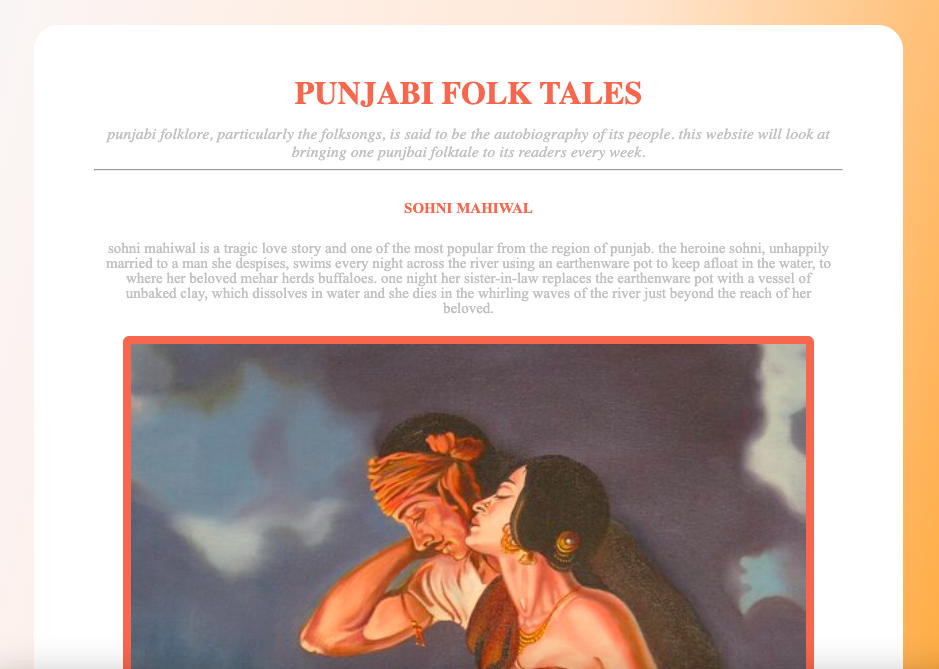 PUNJABI FOLK TALES
punjabi folklore, particularly the folksongs, is said to be the autobiography of its people. this website will look at
bringing one punjbai folktale to its readers every week.
SOHNI MAHIWAL
sohni mahiwal is a tragic love story and one of the most popular from the region of punjab. the heroine sohni, unhappily
married to a man she despises, swims every night across the river using an earthenware pot to keep afloat in the water, to
where her beloved mehar herds buffaloes. one night her sister-in-law replaces the earthenware pot with a vessel of
unbaked clay, which dissolves in water and she dies in the whirling waves of the river just beyond the reach of her
beloved.